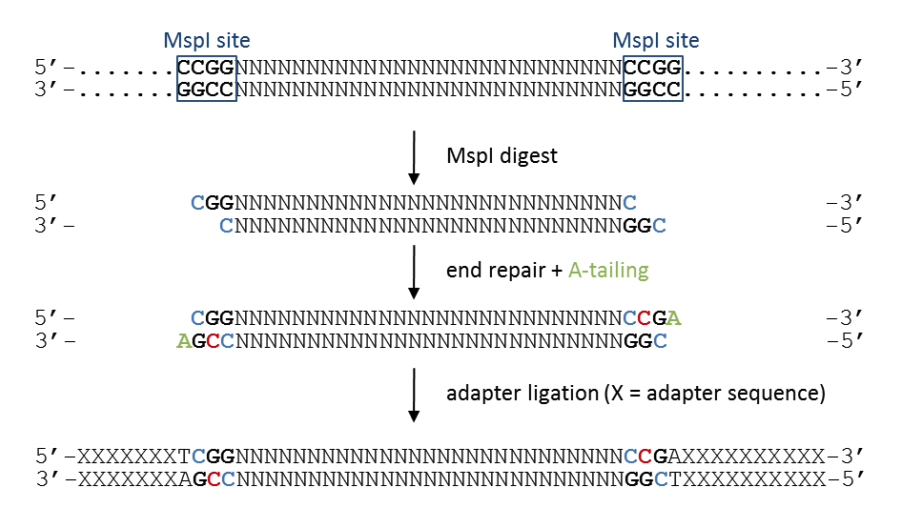 MspI site MspI site
5′-.......CCGGNNNNNNNNNNNNNNNNNNNNNNNNNNNCCGG..........-3′
3′-.......GGCCNNNNNNNNNNNNNNNNNNNNNNNNNNNGGCC..........-5′
MspI digest
5′ CGGNNNNNNNNNNNNNNNNNNNNNNNNNNNC -3′
3′- CNNNNNNNNNNNNNNNNNNNNNNNNNNNGGC -5′
end repair + A-tailing
5′- CGGNNNNNNNNNNNNNNNNNNNNNNNNNNNCCGA -3′
3′- AGCCNNNNNNNNNNNNNNNNNNNNNNNNNNNGGC -5′
adapter ligation (X = adapter sequence)
5′-XXXXXXXTCGGNNNNNNNNNNNNNNNNNNNNNNNNNNNCCGAXXXXXXXXXX-3′
3′-XXXXXXXAGCCNNNNNNNNNNNNNNNNNNNNNNNNNNNGGCTXXXXXXXXXX-5′